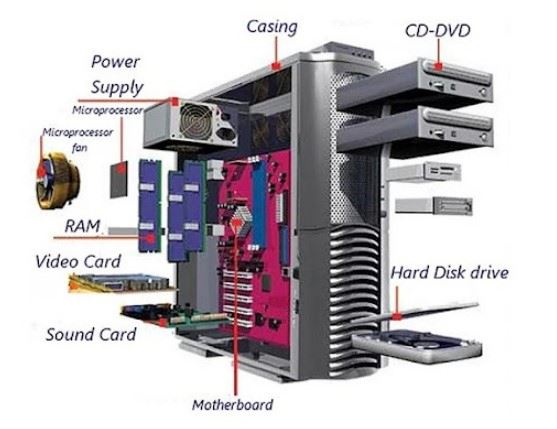 Casing
CD-DVD
Power
Supply
Microprocessor
Microprocessor
fan
RAM
Video Card
Hard Disk drive
Sound Card
Motherboard